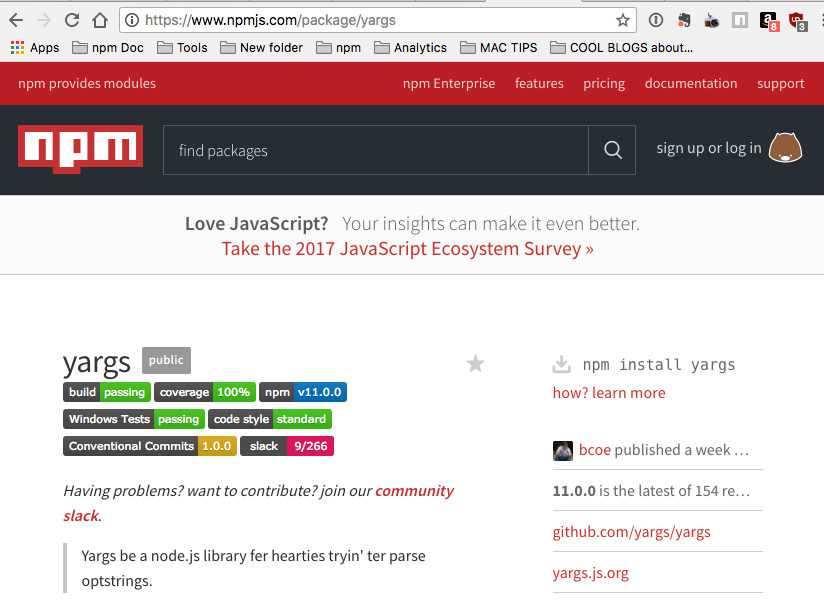 https://www.npmjs.com/package/yargs
8
3
Apps npm Doc Tools New folder npm Analytics MAC TIPS COOL BLOGS about...
npm provides modules npm Enterprise features pricing documentation support
npm find packages sign up or log in
Love JavaScript? Your insights can make it even better.
Take the 2017 JavaScript Ecosystem Survey »
yargs public
build passing coverage 100% npm v11.0.0
Windows Tests passing code style standard
Conventional Commits 1.0.0 slack 9/266
Having problems? want to contribute? join our community
slack.
Yargs be a node.js library fer hearties tryin' ter parse
optstrings.
npm install yargs
how? learn more
bcoe published a week …
11.0.0 is the latest of 154 re…
github.com/yargs/yargs
yargs.js.org